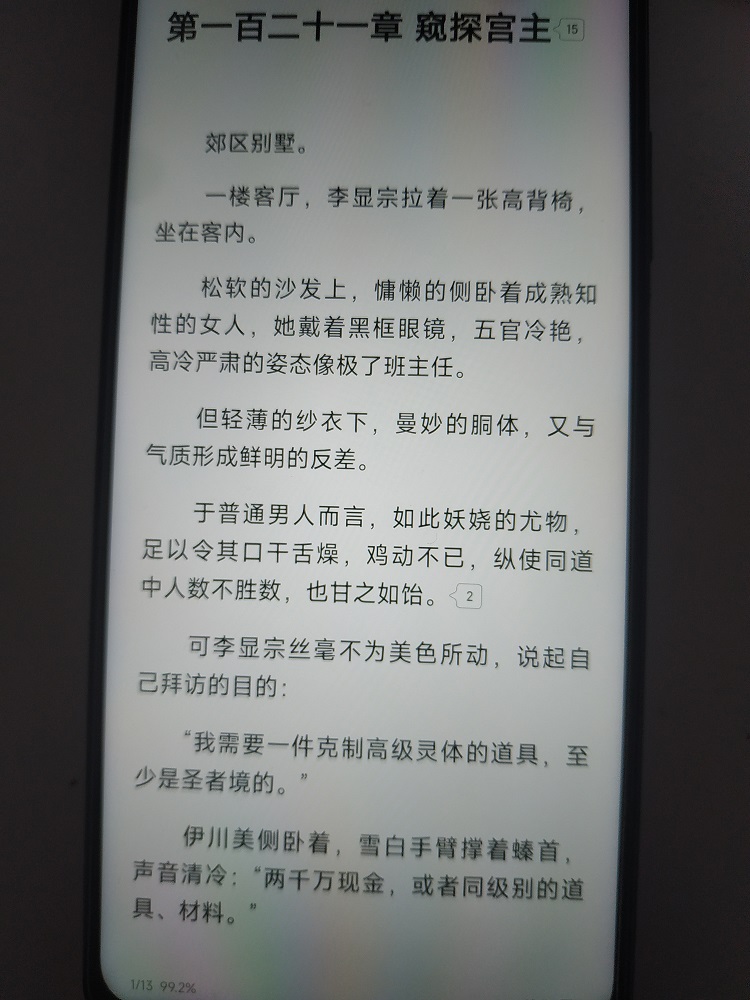 第一百二十一章 窥探宫主 15
郊区别墅。
一楼客厅，李显宗拉着一张高背椅，
坐在客内。
松软的沙发上，慵懒的侧卧着成熟知
性的女人，她戴着黑框眼镜，五官冷艳，
高冷严肃的姿态像极了班主任。
但轻薄的纱衣下，曼妙的胴体，又与
气质形成鲜明的反差。
于普通男人而言，如此妖娆的尤物，
足以令其口干舌燥，鸡动不已，纵使同道
中人数不胜数，也甘之如饴。 2
可李显宗丝毫不为美色所动，说起自
己拜访的目的：
“我需要一件克制高级灵体的道具，至
少是圣者境的。”
伊川美侧卧着，雪白手臂撑着螓首，
声音清冷：“两千万现金，或者同级别的道
具、材料。”
1/13 99.2%